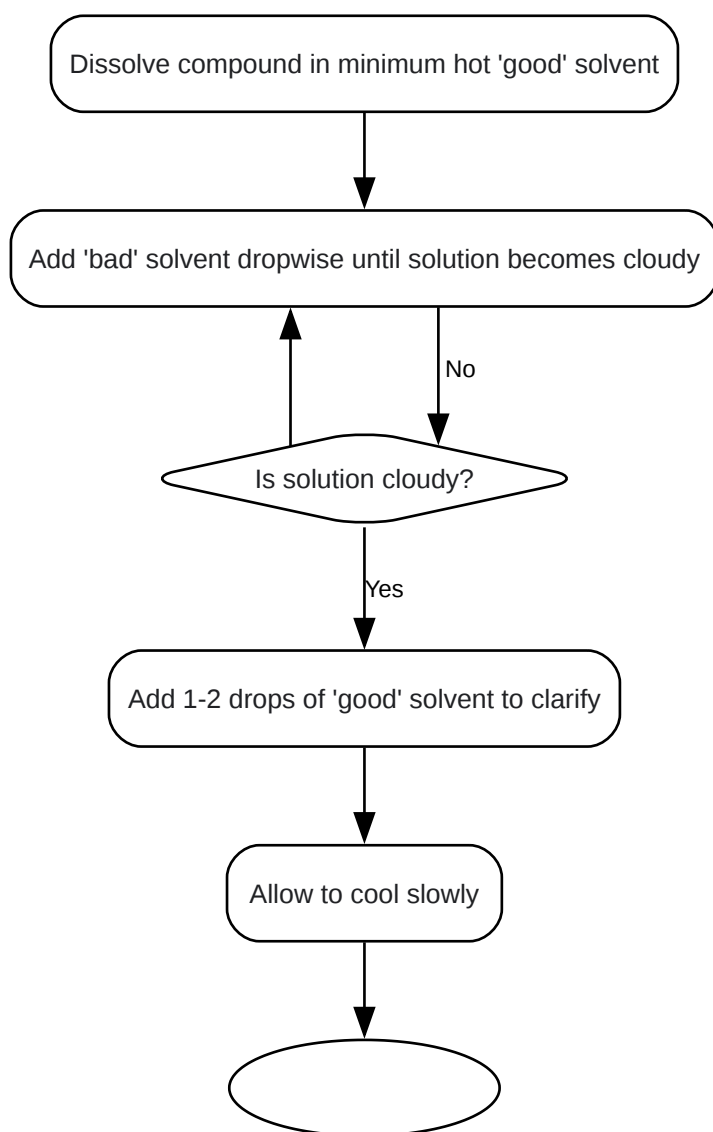 Dissolve compound in minimum hot 'good' solvent
Add 'bad' solvent dropwise until solution becomes cloudy
No
Is solution cloudy?
Yes
Add 1-2 drops of 'good' solvent to clarify
Allow to cool slowly